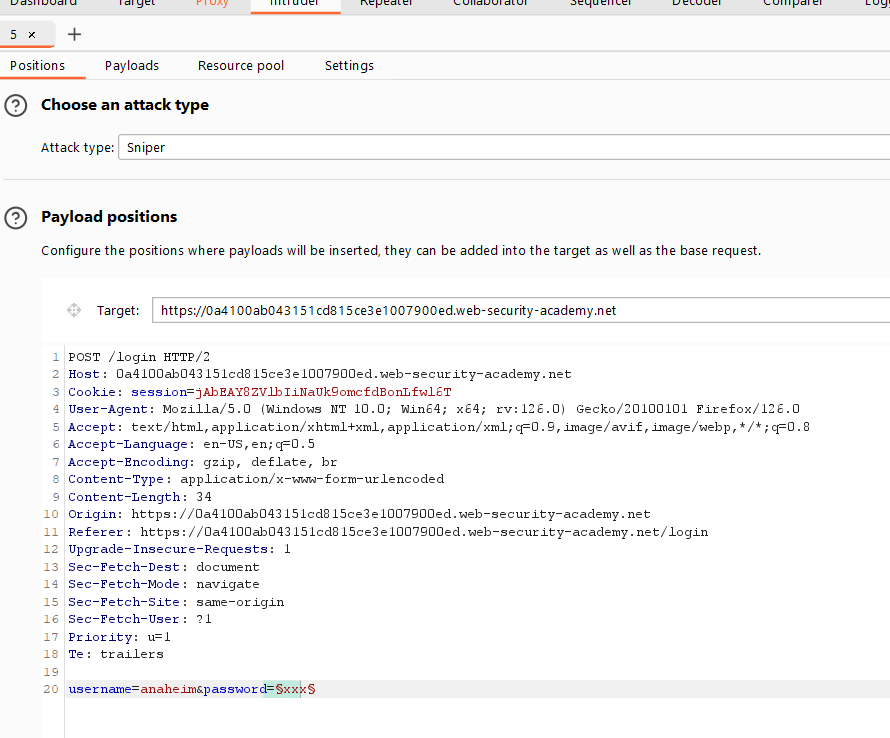 Dashboard Target Proxy Intruder Repeater Collaborator Sequencer Decoder Comparer
5 × +
Positions Payloads Resource pool Settings
? Choose an attack type
Attack type: Sniper
? Payload positions
Configure the positions where payloads will be inserted, they can be added into the target as well as the base request.
Target: https://0a4100ab043151cd815ce3e1007900ed.web-security-academy.net
1 POST /login HTTP/2
2 Host: 0a4100ab043151cd815ce3e1007900ed.web-security-academy.net
3 Cookie: session=jAbEAY8ZVlbIiNaUk9omcfdBonLfwl6T
4 User-Agent: Mozilla/5.0 (Windows NT 10.0; Win64; x64; rv:126.0) Gecko/20100101 Firefox/126.0
5 Accept: text/html,application/xhtml+xml,application/xml;q=0.9,image/avif,image/webp,*/*;q=0.8
6 Accept-Language: en-US,en;q=0.5
7 Accept-Encoding: gzip, deflate, br
8 Content-Type: application/x-www-form-urlencoded
9 Content-Length: 34
10 Origin: https://0a4100ab043151cd815ce3e1007900ed.web-security-academy.net
11 Referer: https://0a4100ab043151cd815ce3e1007900ed.web-security-academy.net/login
12 Upgrade-Insecure-Requests: 1
13 Sec-Fetch-Dest: document
14 Sec-Fetch-Mode: navigate
15 Sec-Fetch-Site: same-origin
16 Sec-Fetch-User: ?1
17 Priority: u=1
18 Te: trailers
19
20 username=anaheim&password=§xxx§